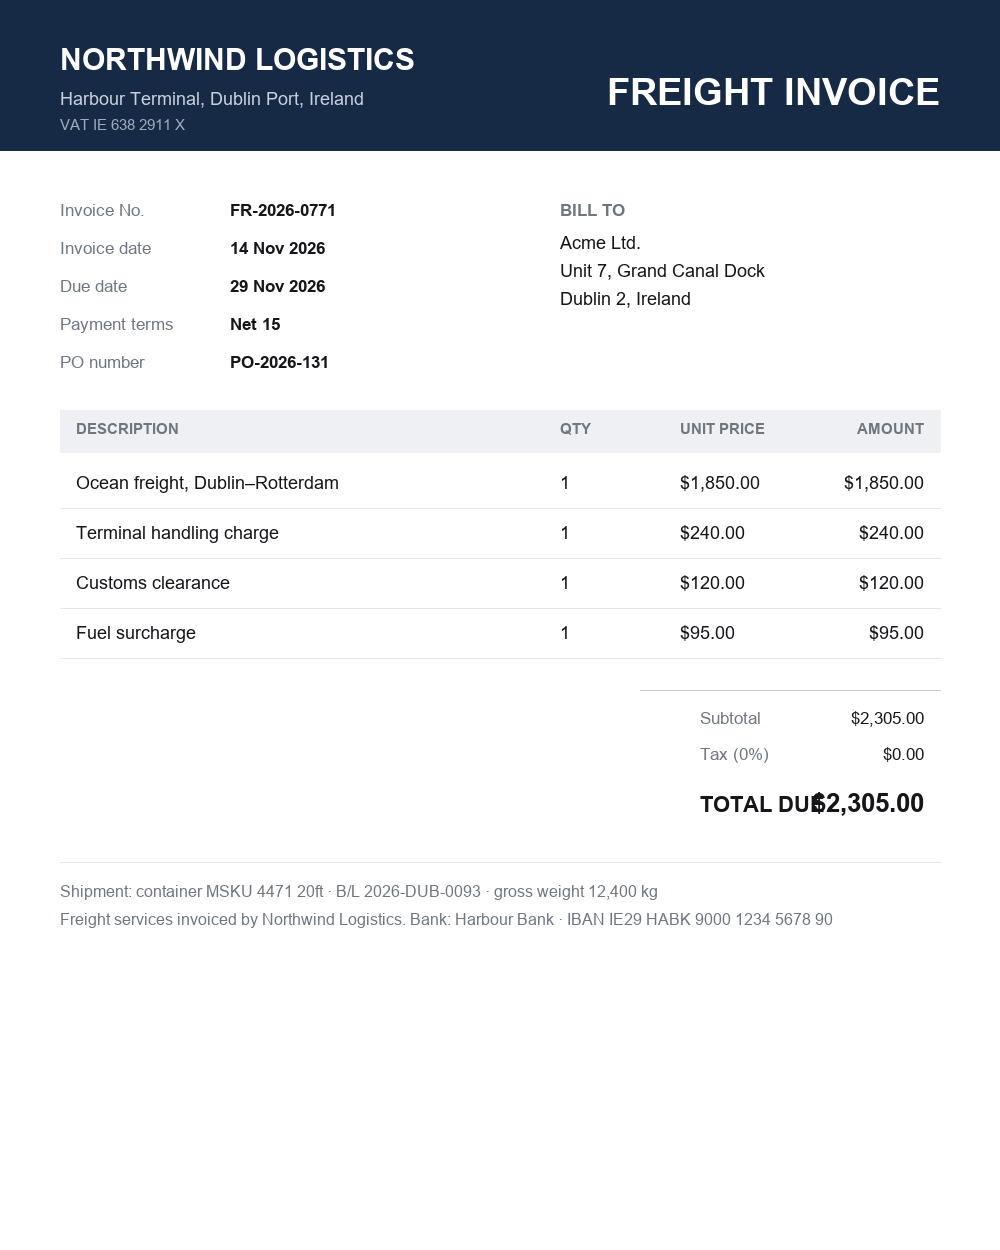 NORTHWIND LOGISTICS
Harbour Terminal, Dublin Port, Ireland
VAT IE 638 2911 X
FREIGHT INVOICE
Invoice No. FR-2026-0771
Invoice date 14 Nov 2026
Due date 29 Nov 2026
Payment terms Net 15
PO number PO-2026-131
BILL TO
Acme Ltd.
Unit 7, Grand Canal Dock
Dublin 2, Ireland
DESCRIPTION QTY UNIT PRICE AMOUNT
Ocean freight, Dublin–Rotterdam 1 $1,850.00 $1,850.00
Terminal handling charge 1 $240.00 $240.00
Customs clearance 1 $120.00 $120.00
Fuel surcharge 1 $95.00 $95.00
Subtotal $2,305.00
Tax (0%) $0.00
TOTAL DUE $2,305.00
Shipment: container MSKU 4471 20ft · B/L 2026-DUB-0093 · gross weight 12,400 kg
Freight services invoiced by Northwind Logistics. Bank: Harbour Bank · IBAN IE29 HABK 9000 1234 5678 90